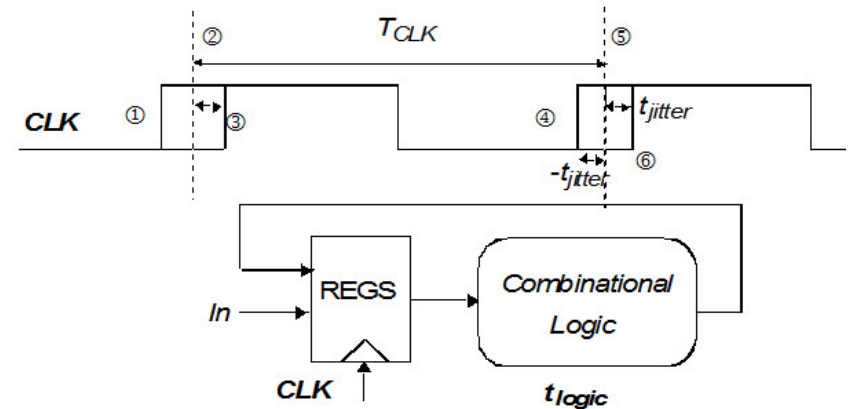 ② T_CLK ⑤
① ③ ④ t_jitter
CLK
-t_jitter ⑥
REGS
Combinational
Logic
In
CLK
t_logic